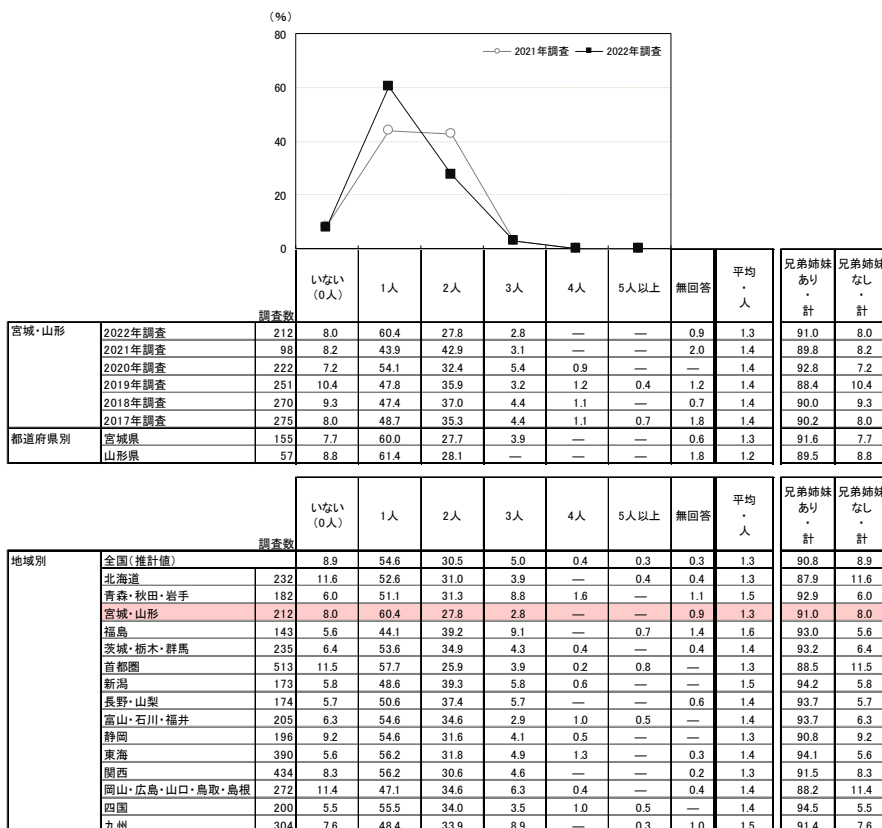 (%)
80
60
40
20
0
2021年調査 2022年調査
調査数 いない(0人) 1人 2人 3人 4人 5人以上 無回答 平均・人 兄弟姉妹あり・計 兄弟姉妹なし・計
宮城・山形 2022年調査 212 8.0 60.4 27.8 2.8 — — 0.9 1.3 91.0 8.0
2021年調査 98 8.2 43.9 42.9 3.1 — — 2.0 1.4 89.8 8.2
2020年調査 222 7.2 54.1 32.4 5.4 0.9 — — 1.4 92.8 7.2
2019年調査 251 10.4 47.8 35.9 3.2 1.2 0.4 1.2 1.4 88.4 10.4
2018年調査 270 9.3 47.4 37.0 4.4 1.1 — 0.7 1.4 90.0 9.3
2017年調査 275 8.0 48.7 35.3 4.4 1.1 0.7 1.8 1.4 90.2 8.0
都道府県別 宮城県 155 7.7 60.0 27.7 3.9 — — 0.6 1.3 91.6 7.7
山形県 57 8.8 61.4 28.1 — — — 1.8 1.2 89.5 8.8
調査数 いない(0人) 1人 2人 3人 4人 5人以上 無回答 平均・人 兄弟姉妹あり・計 兄弟姉妹なし・計
地域別 全国(推計値) 8.9 54.6 30.5 5.0 0.4 0.3 0.3 1.3 90.8 8.9
北海道 232 11.6 52.6 31.0 3.9 — 0.4 0.4 1.3 87.9 11.6
青森・秋田・岩手 182 6.0 51.1 31.3 8.8 1.6 — 1.1 1.5 92.9 6.0
宮城・山形 212 8.0 60.4 27.8 2.8 — — 0.9 1.3 91.0 8.0
福島 143 5.6 44.1 39.2 9.1 — 0.7 1.4 1.6 93.0 5.6
茨城・栃木・群馬 235 6.4 53.6 34.9 4.3 0.4 — 0.4 1.4 93.2 6.4
首都圏 513 11.5 57.7 25.9 3.9 0.2 0.8 — 1.3 88.5 11.5
新潟 173 5.8 48.6 39.3 5.8 0.6 — — 1.5 94.2 5.8
長野・山梨 174 5.7 50.6 37.4 5.7 — — 0.6 1.4 93.7 5.7
富山・石川・福井 205 6.3 54.6 34.6 2.9 1.0 0.5 — 1.4 93.7 6.3
静岡 196 9.2 54.6 31.6 4.1 0.5 — — 1.3 90.8 9.2
東海 390 5.6 56.2 31.8 4.9 1.3 — 0.3 1.4 94.1 5.6
関西 434 8.3 56.2 30.6 4.6 — — 0.2 1.3 91.5 8.3
岡山・広島・山口・鳥取・島根 272 11.4 47.1 34.6 6.3 0.4 — 0.4 1.4 88.2 11.4
四国 200 5.5 55.5 34.0 3.5 1.0 0.5 — 1.4 94.5 5.5
九州 304 7.6 48.4 33.9 8.9 — 0.3 1.0 1.5 91.4 7.6